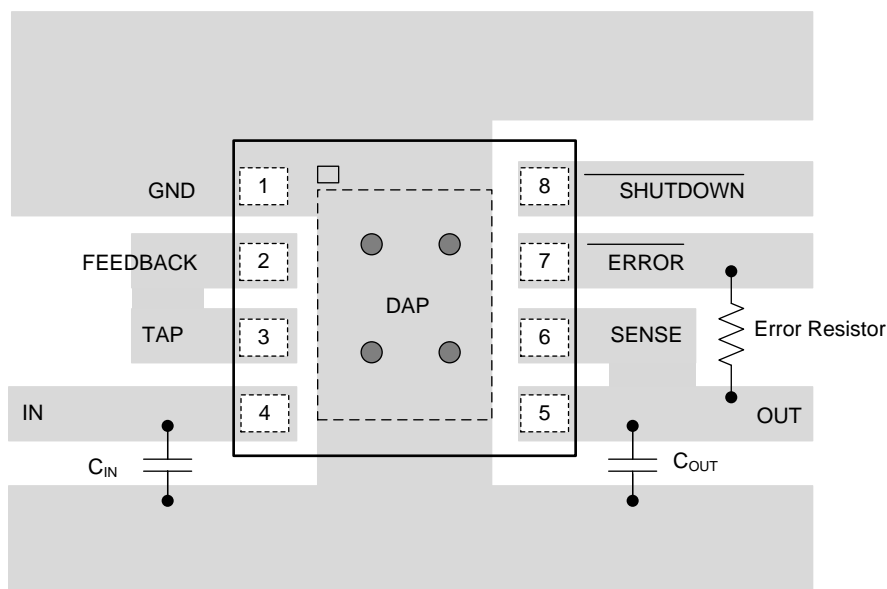 GND 1 8 SHUTDOWN
FEEDBACK 2 7 ERROR
DAP
TAP 3 6 SENSE Error Resistor
IN 4 5 OUT
CIN COUT